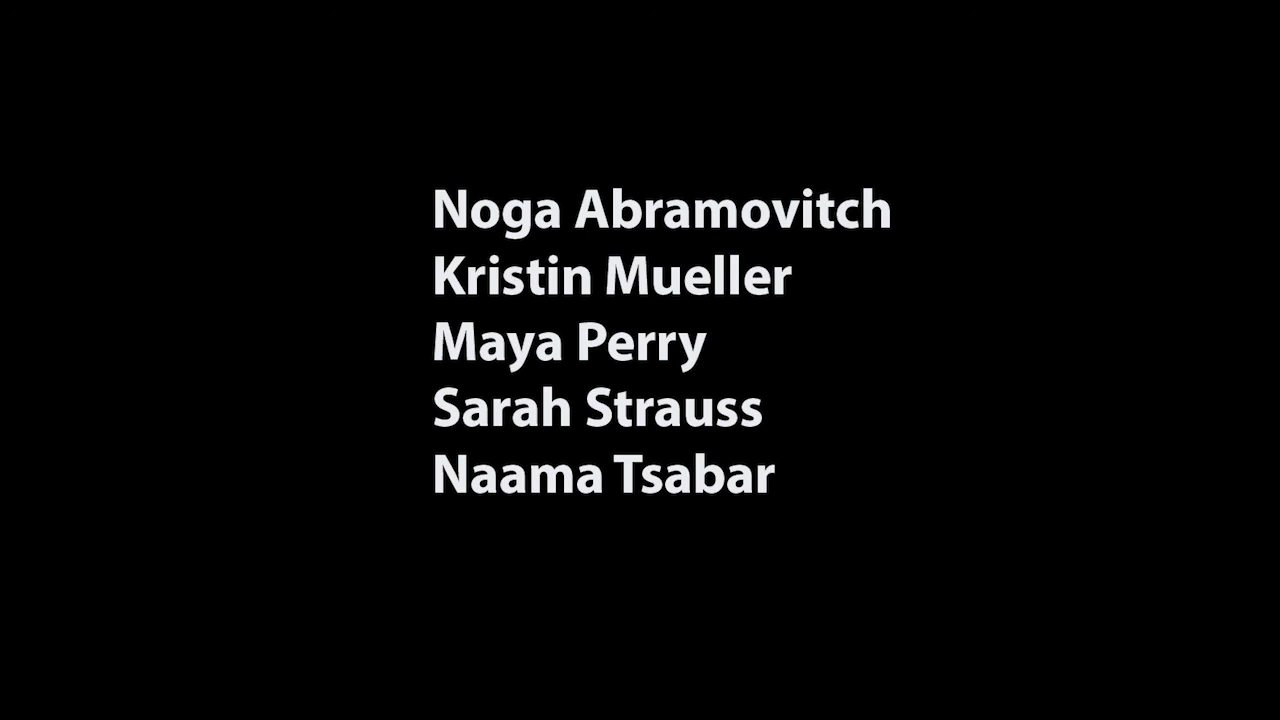 Noga Abramovitch
Kristin Mueller
Maya Perry
Sarah Strauss
Naama Tsabar